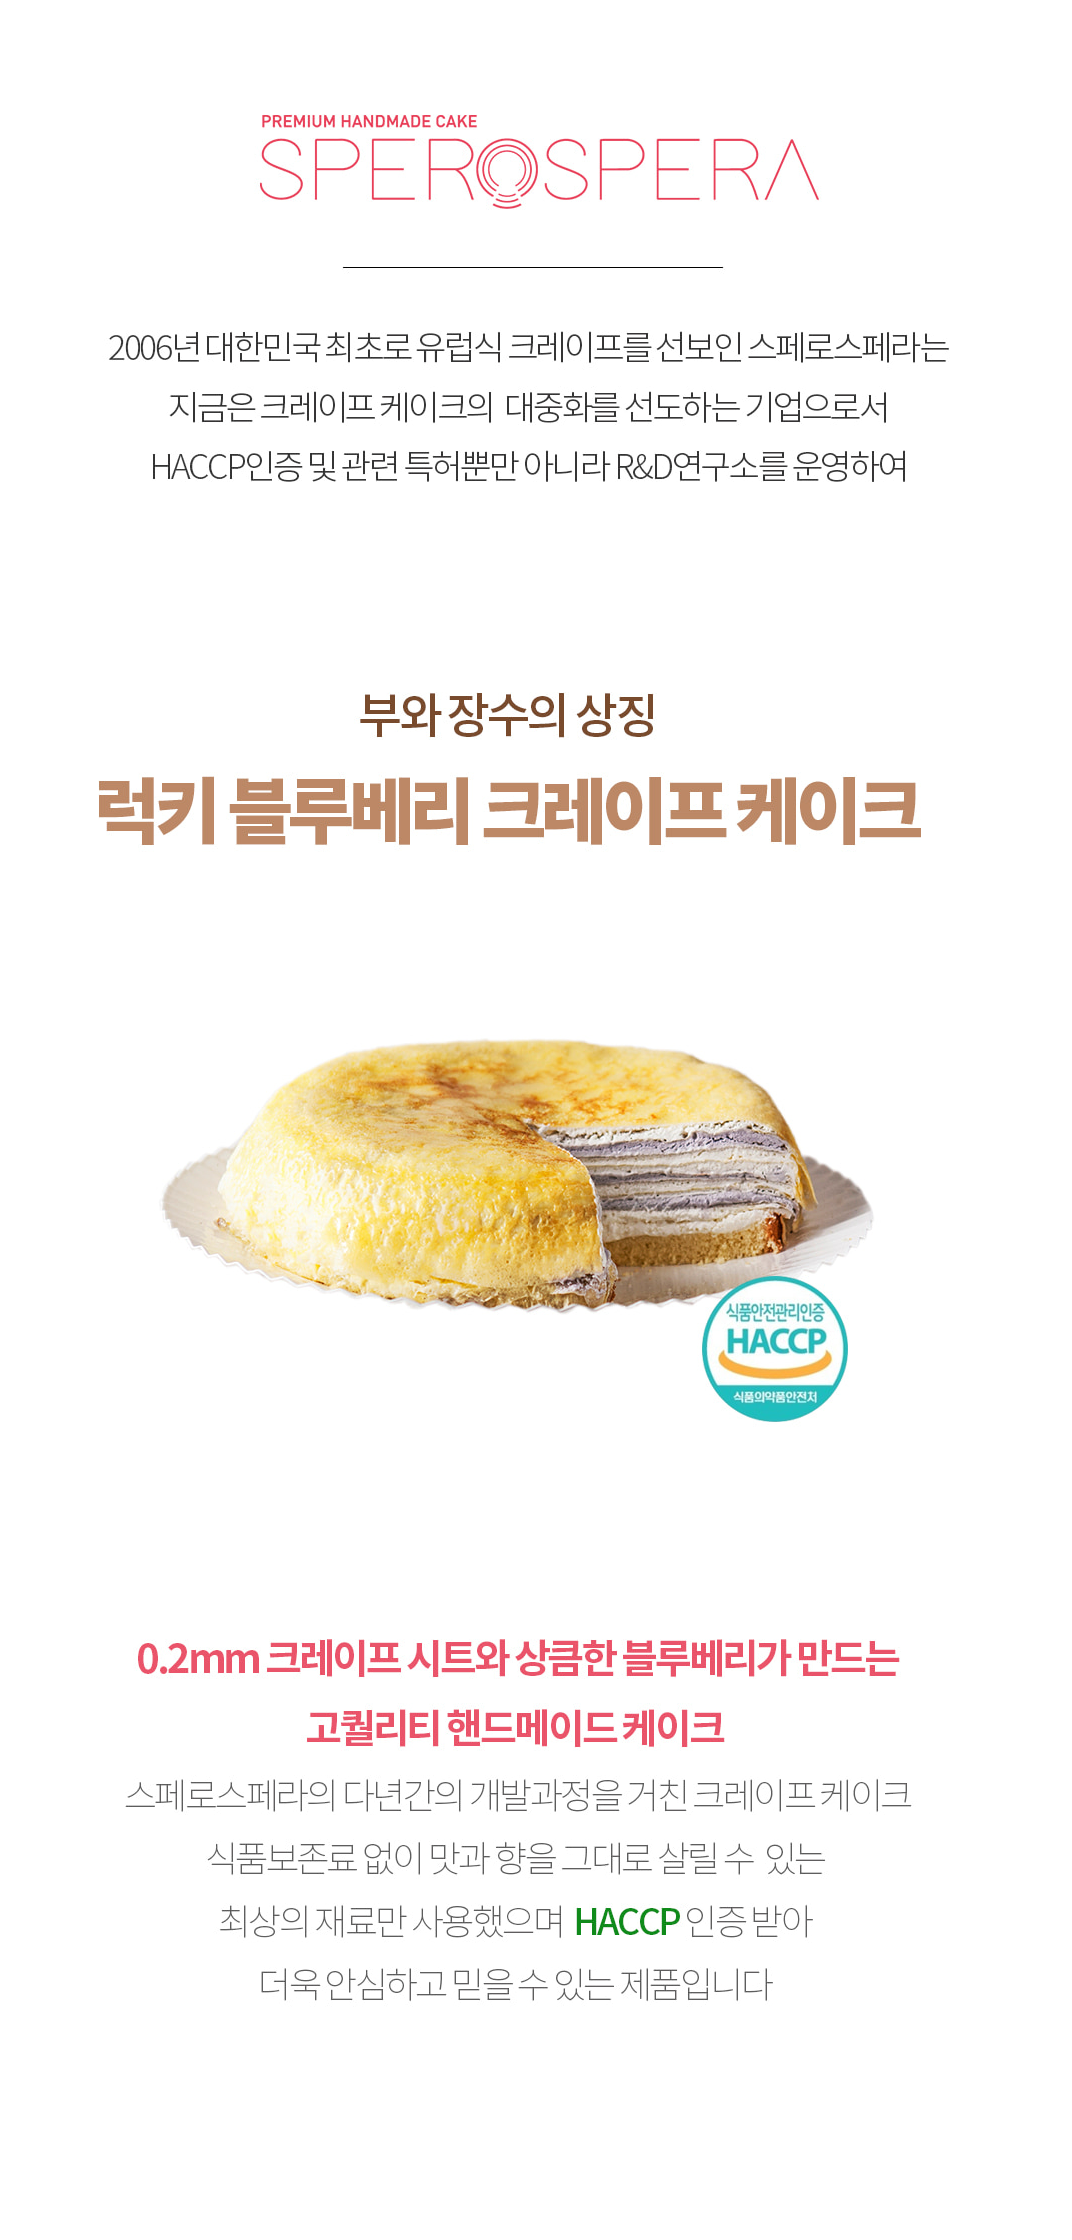 PREMIUM HANDMADE CAKE
SPEROSPERA
2006년 대한민국 최초로 유럽식 크레이프를 선보인 스페로스페라는
지금은 크레이프 케이크의 대중화를 선도하는 기업으로서
HACCP인증 및 관련 특허뿐만 아니라 R&D연구소를 운영하여
부와 장수의 상징
럭키 블루베리 크레이프 케이크
식품안전관리인증
HACCP
식품의약품안전처
0.2mm 크레이프 시트와 상큼한 블루베리가 만드는
고퀄리티 핸드메이드 케이크
스페로스페라의 다년간의 개발과정을 거친 크레이프 케이크
식품보존료 없이 맛과 향을 그대로 살릴 수 있는
최상의 재료만 사용했으며 HACCP 인증 받아
더욱 안심하고 믿을 수 있는 제품입니다